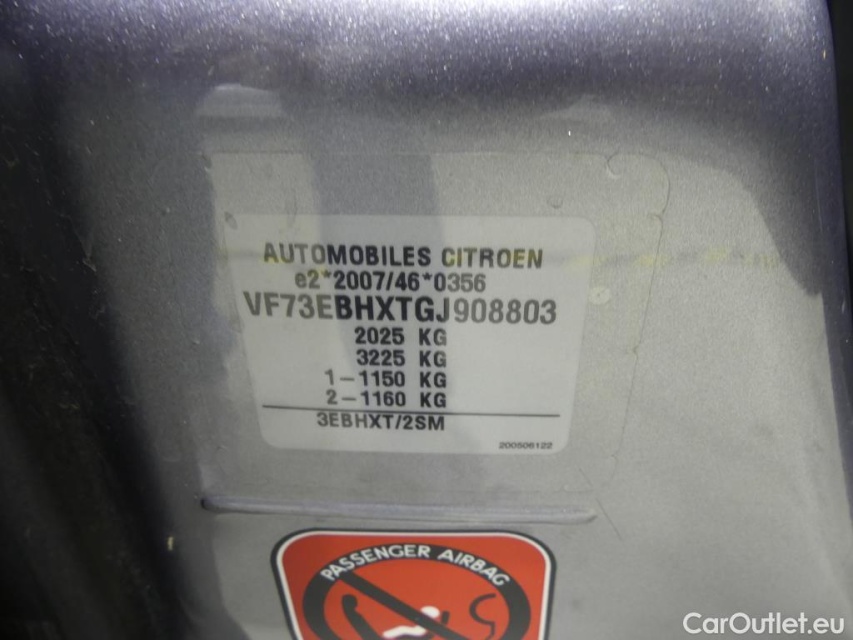 AUTOMOBILES CITROEN
e2*2007/46*0356
VF73EBHXTGJ908803
2025 KG
3225 KG
1-1150 KG
2-1160 KG
3EBHXT/2SM
200506122
PASSENGER AIRBAG
CarOutlet.eu